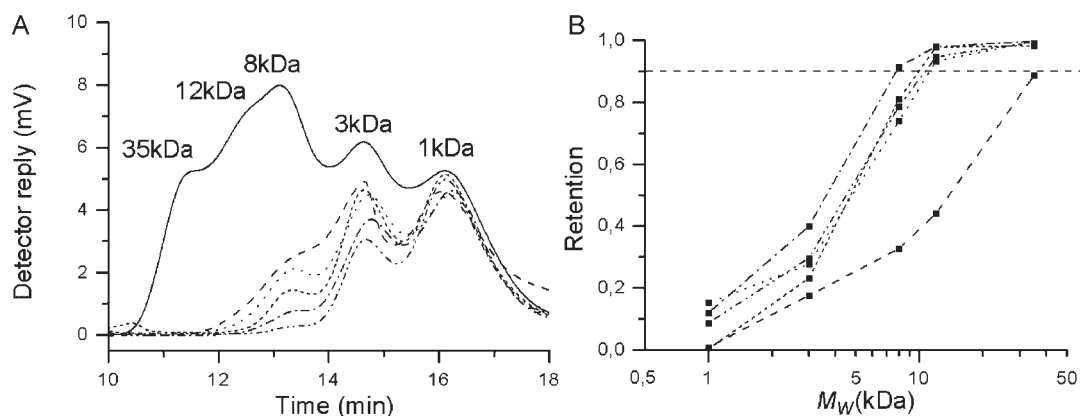 A
Detector reply (mV)
10
8
6
4
2
0
35kDa
12kDa
8kDa
3kDa
1kDa
10 12 14 16 18
Time (min)
B
Retention
1,0
0,8
0,6
0,4
0,2
0,0
0,5 1 5 10 50
M_W(kDa)